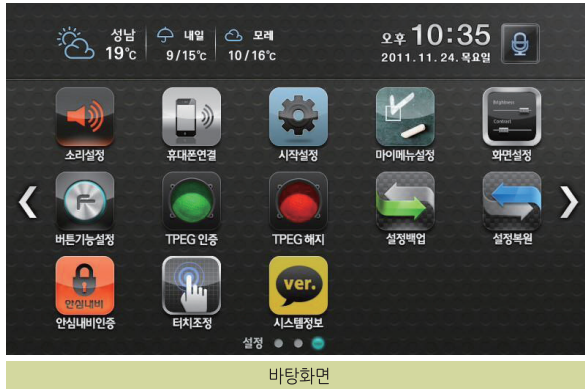 성남
19°c
내일
9/15°c
모레
10/16°c
오후 10:35
2011.11.24.목요일
Brightness
Contrast
소리설정 휴대폰연결 시작설정 마이메뉴설정 화면설정
F
버튼기능설정 TPEG 인증 TPEG 해지 설정백업 설정복원
안심내비
ver.
안심내비인증 터치조정 시스템정보
설정
바탕화면